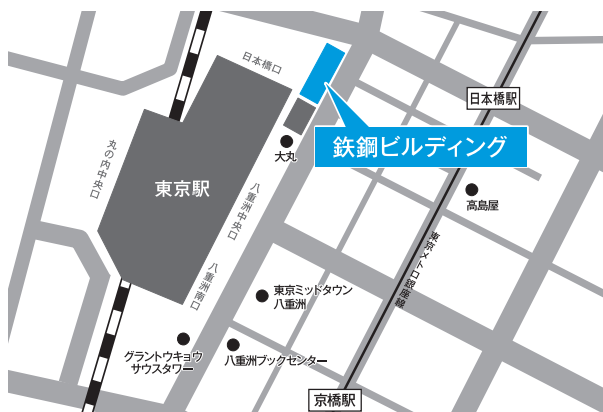 日本橋口
日本橋駅
鉄鋼ビルディング
大丸
丸の内中央口
東京駅
八重洲中央口
高島屋
東京メトロ銀座線
八重洲南口
東京ミッドタウン
八重洲
グラントウキョウ
サウスタワー
八重洲ブックセンター
京橋駅